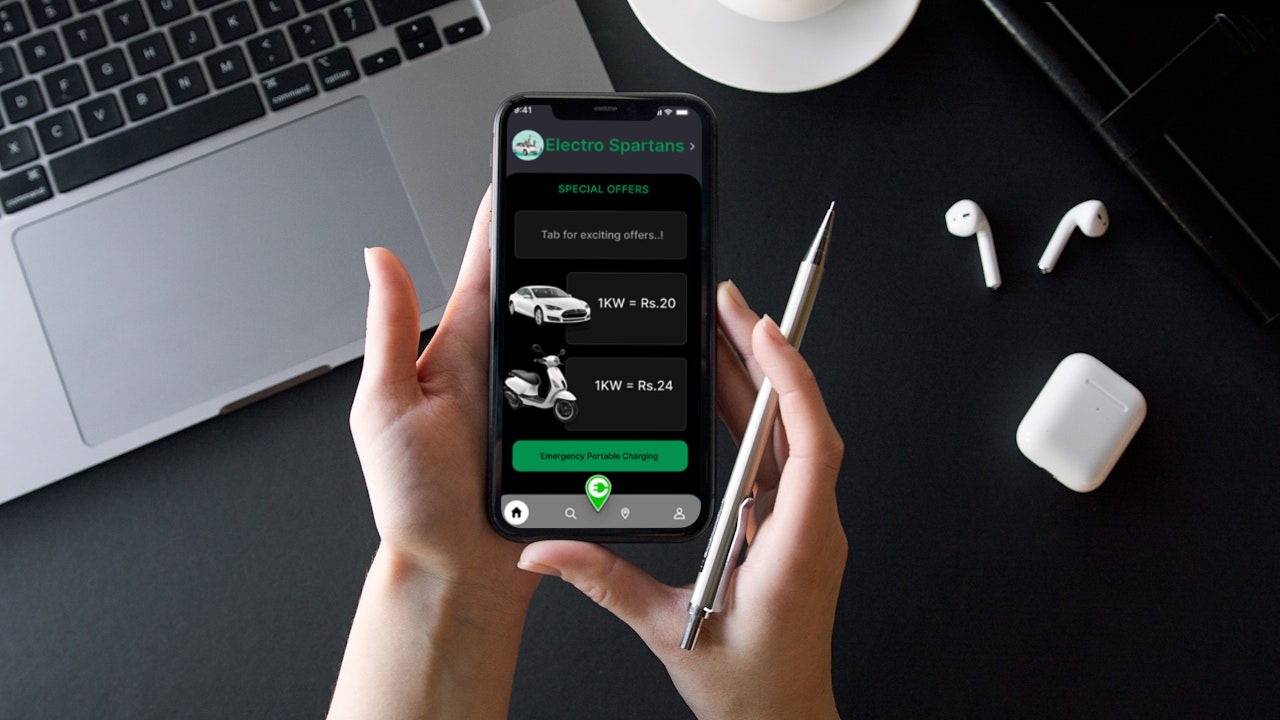 9:41
Electro Spartans
SPECIAL OFFERS
Tab for exciting offers..!
1KW = Rs.20
1KW = Rs.24
Emergency Portable Charging
R T Y U
D F G H J K L
X C V B N M < > ?
command command option